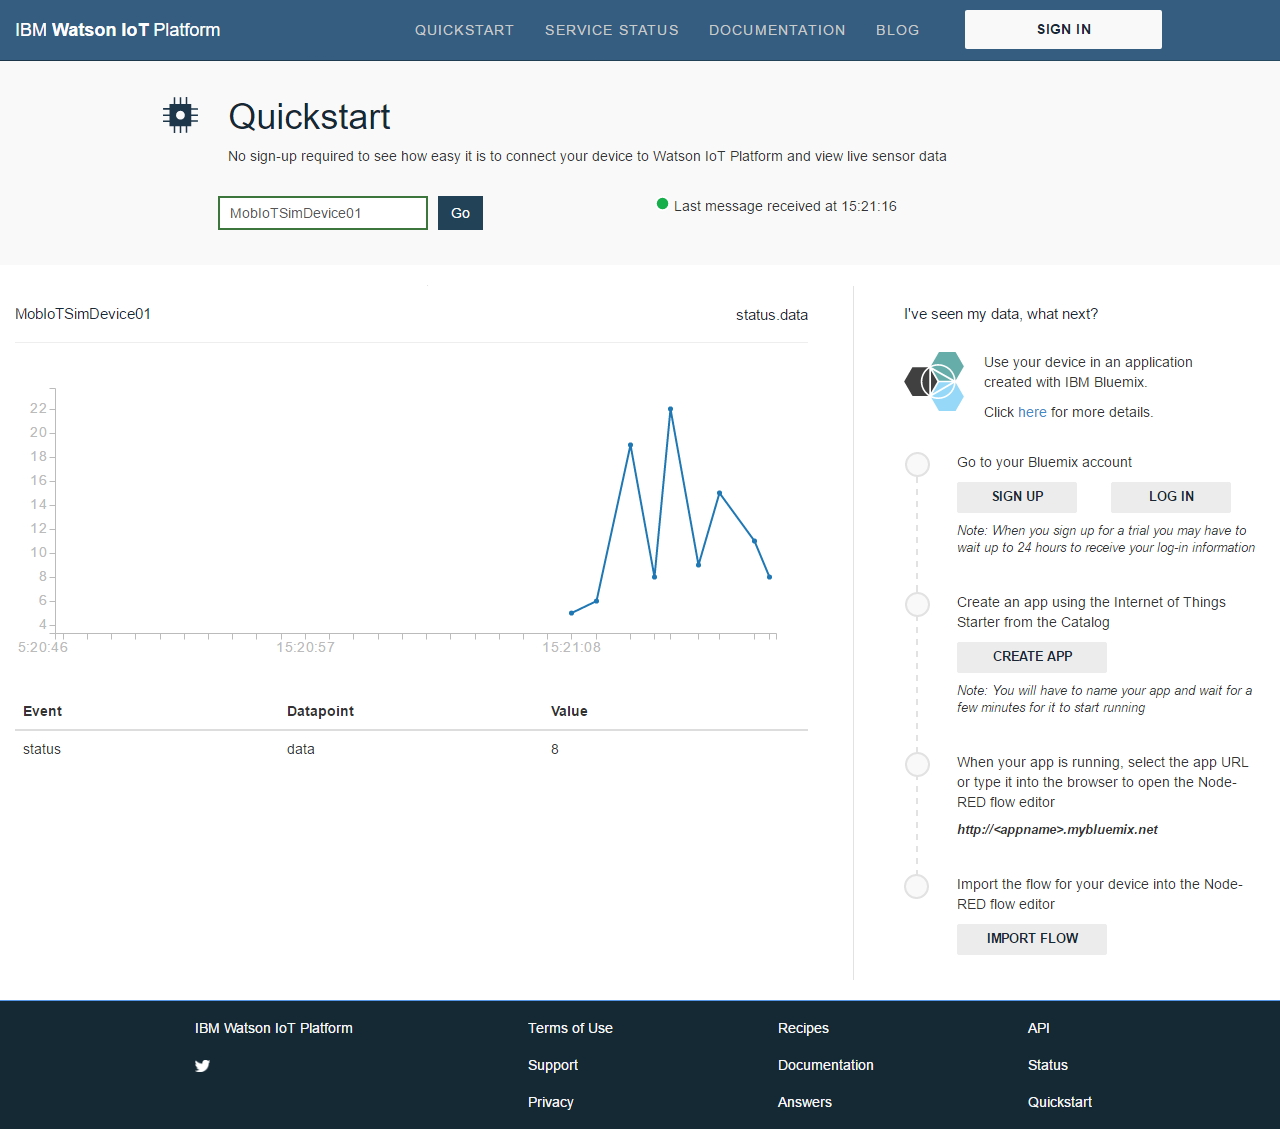 IBM Watson IoT Platform
QUICKSTART
SERVICE STATUS
DOCUMENTATION
BLOG
SIGN IN
Quickstart
No sign-up required to see how easy it is to connect your device to Watson IoT Platform and view live sensor data
MobIoTSimDevice01
Go
Last message received at 15:21:16
MobIoTSimDevice01
status.data
22
20
18
16
14
12
10
8
6
4
5:20:46
15:20:57
15:21:08
Event Datapoint Value
status data 8
I've seen my data, what next?
Use your device in an application
created with IBM Bluemix.
Click here for more details.
Go to your Bluemix account
SIGN UP
LOG IN
Note: When you sign up for a trial you may have to
wait up to 24 hours to receive your log-in information
Create an app using the Internet of Things
Starter from the Catalog
CREATE APP
Note: You will have to name your app and wait for a
few minutes for it to start running
When your app is running, select the app URL
or type it into the browser to open the Node-
RED flow editor
http://<appname>.mybluemix.net
Import the flow for your device into the Node-
RED flow editor
IMPORT FLOW
IBM Watson IoT Platform
Terms of Use
Support
Privacy
Recipes
Documentation
Answers
API
Status
Quickstart